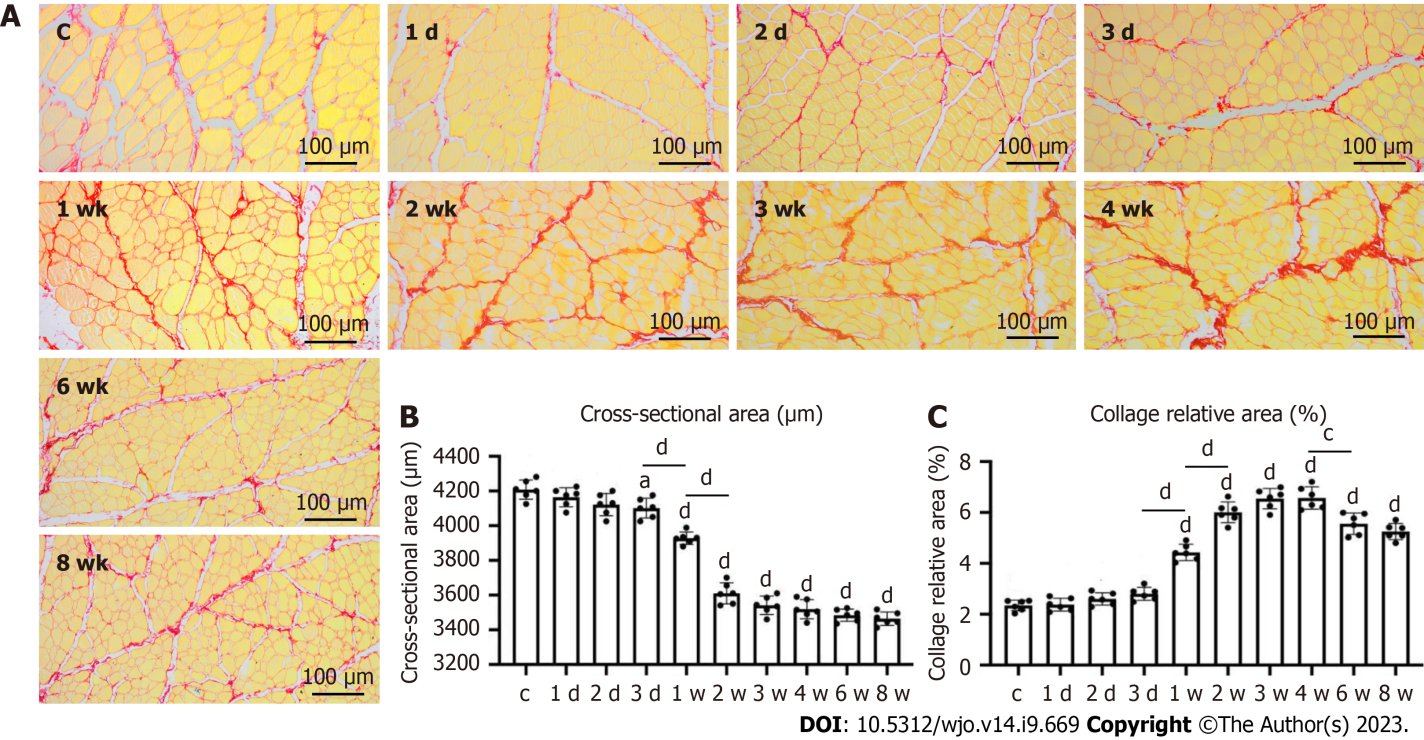 A
C
100 µm
1 d
100 µm
2 d
100 µm
3 d
100 µm
1 wk
100 µm
2 wk
100 µm
3 wk
100 µm
4 wk
100 µm
6 wk
100 µm
8 wk
100 µm
B
Cross-sectional area (µm)
Cross-sectional area (µm)
4400
4200
4000
3800
3600
3400
3200
a
d
d
d
d
d
d
d
d
c
1 d
2 d
3 d
1 w
2 w
3 w
4 w
6 w
8 w
C
Collage relative area (%)
Collage relative area (%)
8
6
4
2
0
d
d
c
d
d
d
d
d
d
c
1 d
2 d
3 d
1 w
2 w
3 w
4 w
6 w
8 w
DOI: 10.5312/wjo.v14.i9.669 Copyright ©The Author(s) 2023.